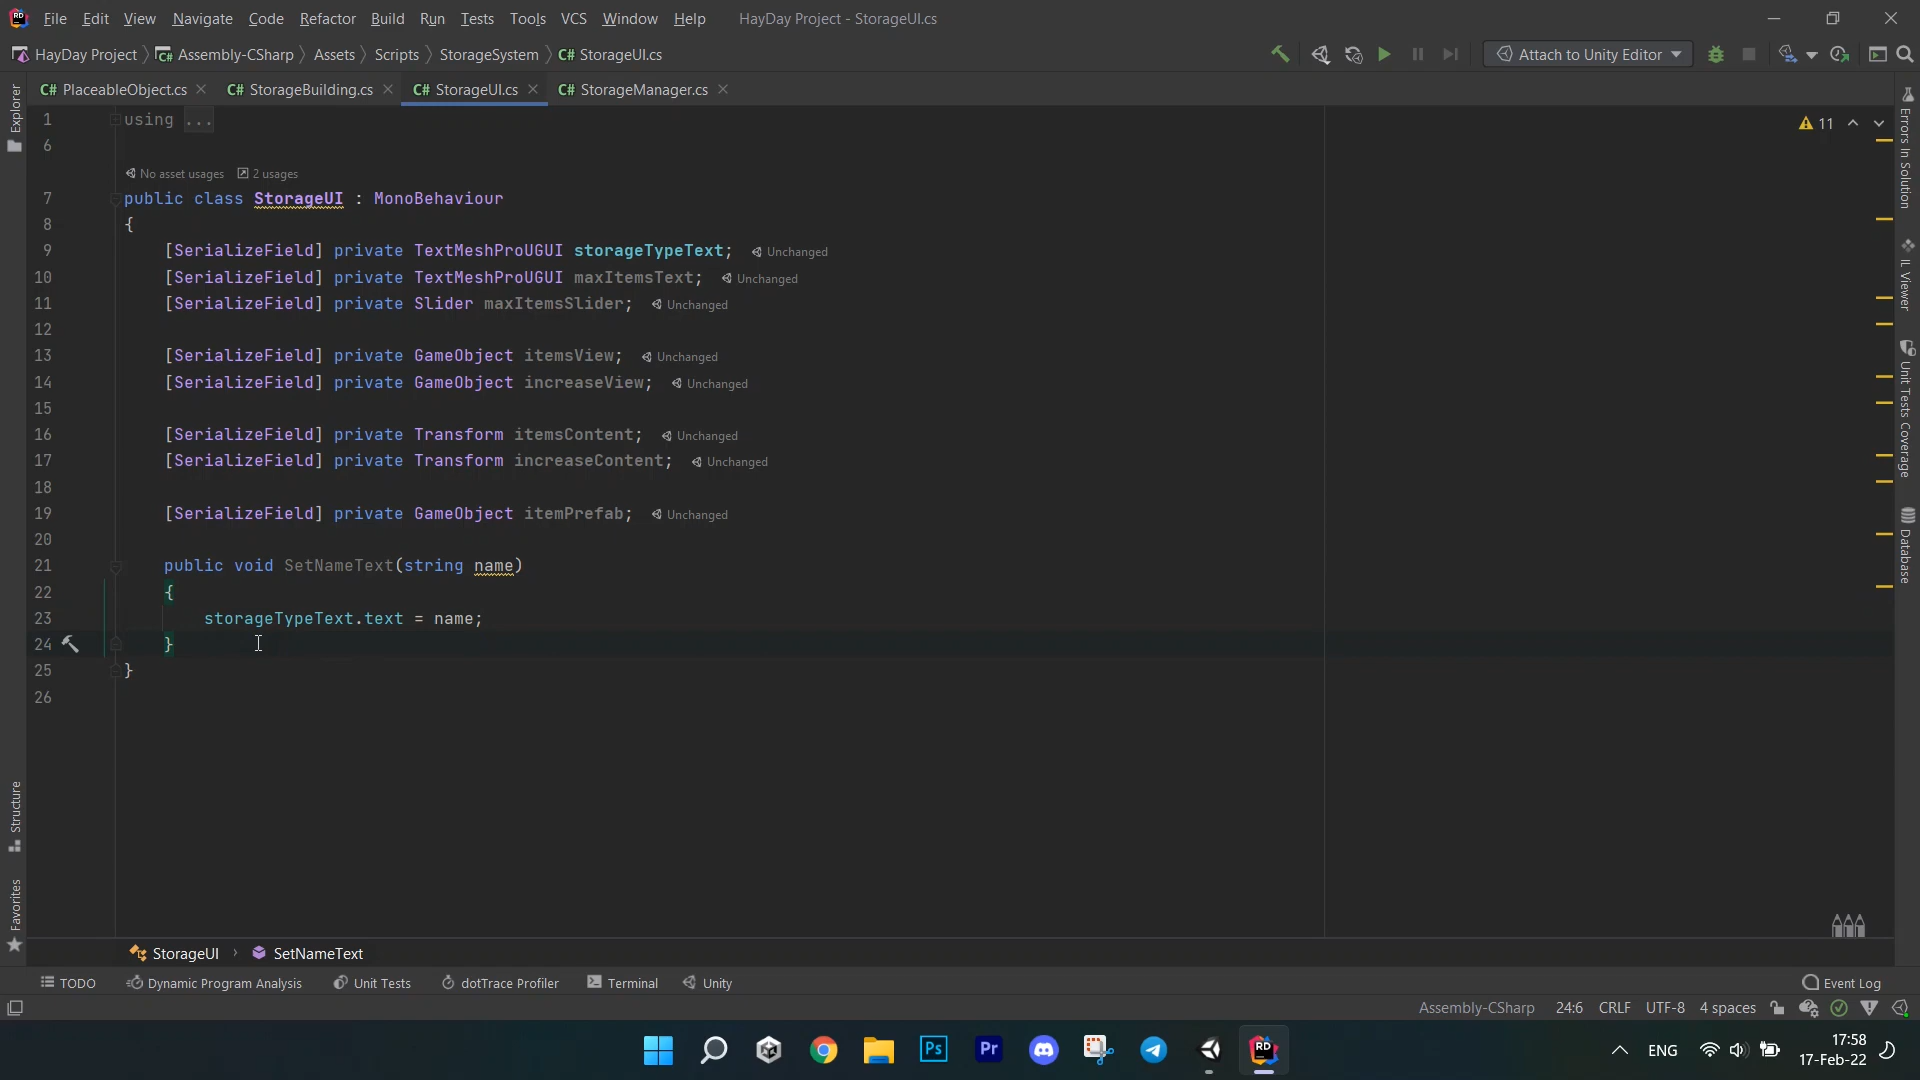 File Edit View Navigate Code Refactor Build Run Tests Tools VCS Window Help HayDay Project - StorageUI.cs
HayDay Project Assembly-CSharp Assets Scripts StorageSystem C# StorageUI.cs Attach to Unity Editor
C# PlaceableObject.cs C# StorageBuilding.cs C# StorageUI.cs C# StorageManager.cs
Explorer
Structure
Favorites
1 using ...
11
6
No asset usages 2 usages
7 public class StorageUI : MonoBehaviour
8 {
9 [SerializeField] private TextMeshProUGUI storageTypeText; Unchanged
10 [SerializeField] private TextMeshProUGUI maxItemsText; Unchanged
11 [SerializeField] private Slider maxItemsSlider; Unchanged
12
13 [SerializeField] private GameObject itemsView; Unchanged
14 [SerializeField] private GameObject increaseView; Unchanged
15
16 [SerializeField] private Transform itemsContent; Unchanged
17 [SerializeField] private Transform increaseContent; Unchanged
18
19 [SerializeField] private GameObject itemPrefab; Unchanged
20
21 public void SetNameText(string name)
22 {
23 storageTypeText.text = name;
24 }
25 }
26
Errors In Solution
IL Viewer
Unit Tests Coverage
Database
StorageUI SetNameText
TODO Dynamic Program Analysis Unit Tests dotTrace Profiler Terminal Unity Event Log
Assembly-CSharp 24:6 CRLF UTF-8 4 spaces
Ps Pr RD ENG 17:58
17-Feb-22